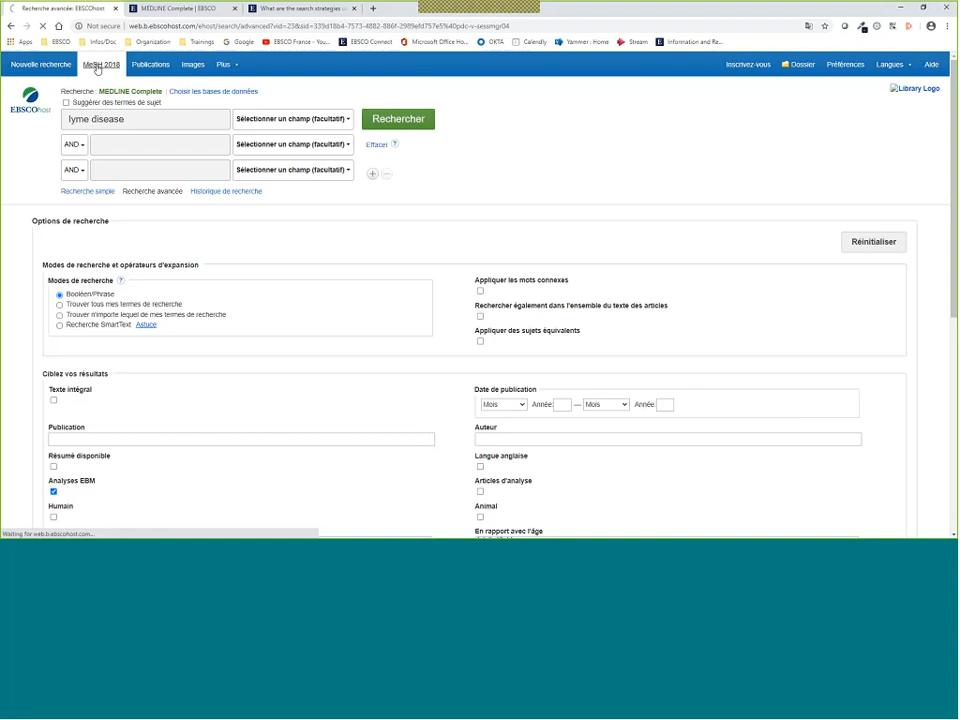 Recherche avancée: EBSCOhost
MEDLINE Complete | EBSCO
What are the search strategies u
Not secure | web.b.ebscohost.com/ehost/search/advanced?vid=23&sid=339d18b4-7573-4882-886f-2989efd757e5%40pdc-v-sessmgr04
Apps EBSCO Infos/Doc Organization Trainings Google EBSCO France - You... EBSCO Connect Microsoft Office Ho... OKTA Calendly Yammer : Home Stream Information and Re...
Nouvelle recherche MeSH 2018 Publications Images Plus Inscrivez-vous Dossier Préférences Langues Aide
Recherche : MEDLINE Complete Choisir les bases de données
Library Logo
Suggérer des termes de sujet
EBSCOhost
lyme disease Sélectionner un champ (facultatif) Rechercher
AND Sélectionner un champ (facultatif) Effacer ?
AND Sélectionner un champ (facultatif)
Recherche simple Recherche avancée Historique de recherche
Options de recherche
Réinitialiser
Modes de recherche et opérateurs d'expansion
Modes de recherche ?
Booléen/Phrase
Trouver tous mes termes de recherche
Trouver n'importe lequel de mes termes de recherche
Recherche SmartText Astuce
Appliquer les mots connexes
Rechercher également dans l'ensemble du texte des articles
Appliquer des sujets équivalents
Ciblez vos résultats
Texte intégral
Date de publication
Mois Année: — Mois Année:
Publication
Auteur
Résumé disponible
Langue anglaise
Analyses EBM
Articles d'analyse
Humain
Animal
En rapport avec l'âge
Waiting for web.b.ebscohost.com...